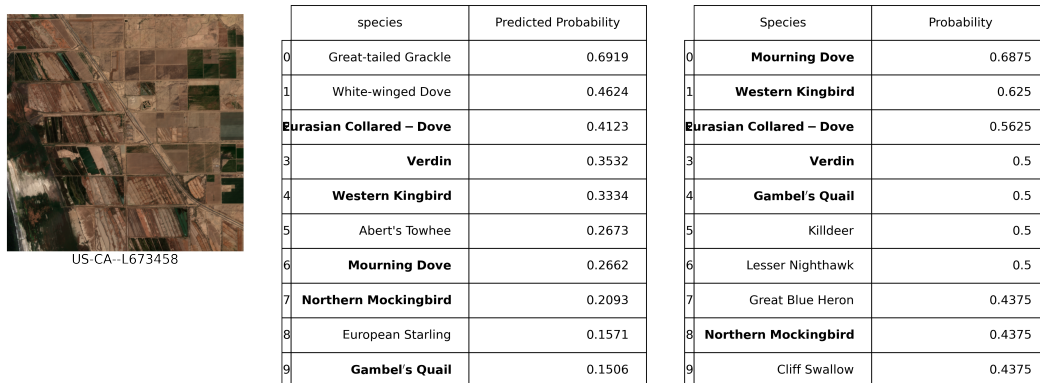 species Predicted Probability
0 Great-tailed Grackle 0.6919
1 White-winged Dove 0.4624
2 Eurasian Collared – Dove 0.4123
3 Verdin 0.3532
4 Western Kingbird 0.3334
5 Abert's Towhee 0.2673
6 Mourning Dove 0.2662
7 Northern Mockingbird 0.2093
8 European Starling 0.1571
9 Gambel′s Quail 0.1506
Species Probability
0 Mourning Dove 0.6875
1 Western Kingbird 0.625
2 Eurasian Collared – Dove 0.5625
3 Verdin 0.5
4 Gambel′s Quail 0.5
5 Killdeer 0.5
6 Lesser Nighthawk 0.5
7 Great Blue Heron 0.4375
8 Northern Mockingbird 0.4375
9 Cliff Swallow 0.4375
US-CA--L673458